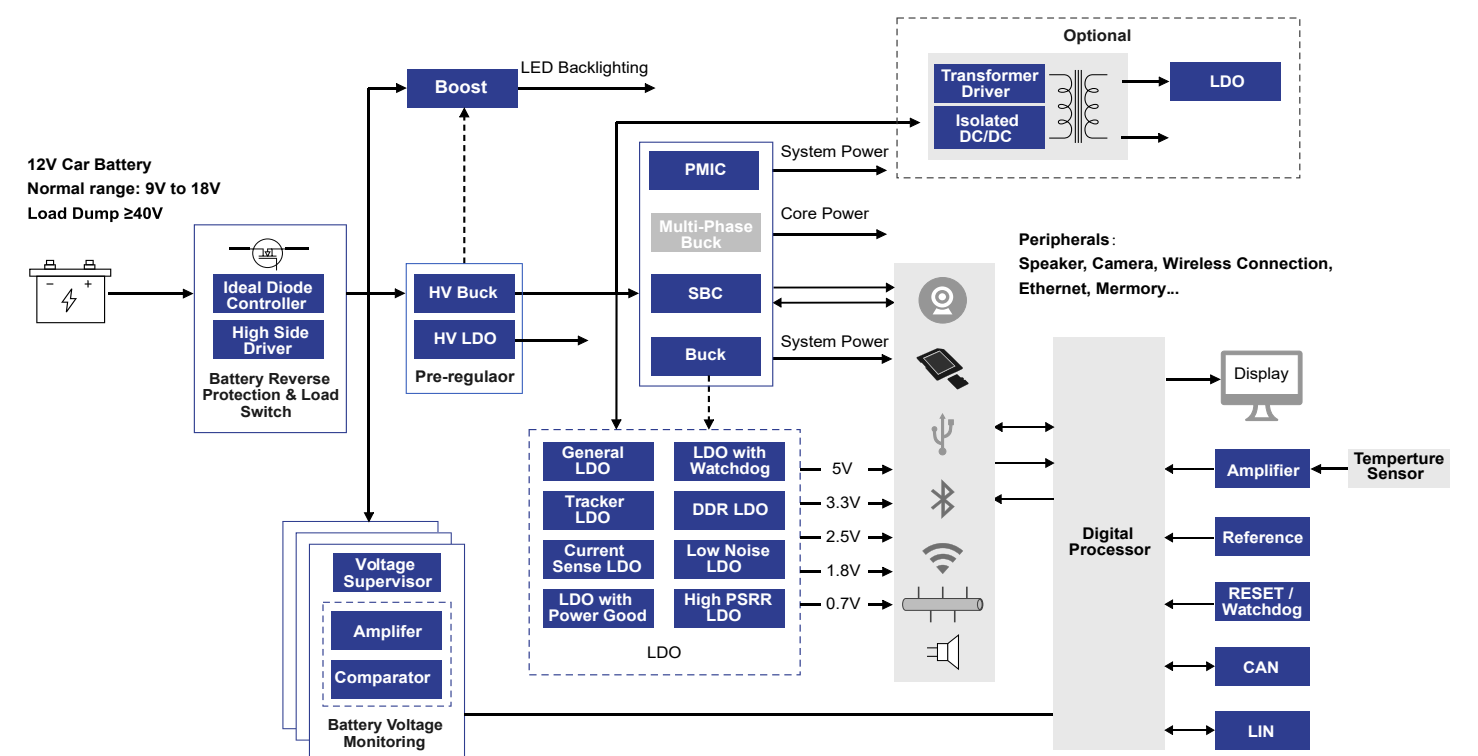 Optional
Transformer
Driver
Isolated
DC/DC
LDO
LED Backlighting
Boost
12V Car Battery
Normal range: 9V to 18V
Load Dump ≥40V
System Power
PMIC
Core Power
Multi-Phase
Buck
SBC
System Power
Buck
Peripherals:
Speaker, Camera, Wireless Connection,
Ethernet, Mermory...
- +
Ideal Diode
Controller
High Side
Driver
Battery Reverse
Protection & Load
Switch
HV Buck
HV LDO
Pre-regulaor
General
LDO
LDO with
Watchdog
Tracker
LDO
DDR LDO
Current
Sense LDO
Low Noise
LDO
LDO with
Power Good
High PSRR
LDO
LDO
5V
3.3V
2.5V
1.8V
0.7V
Digital
Processor
Display
Amplifier
Temperture
Sensor
Reference
RESET /
Watchdog
CAN
LIN
Voltage
Supervisor
Amplifer
Comparator
Battery Voltage
Monitoring